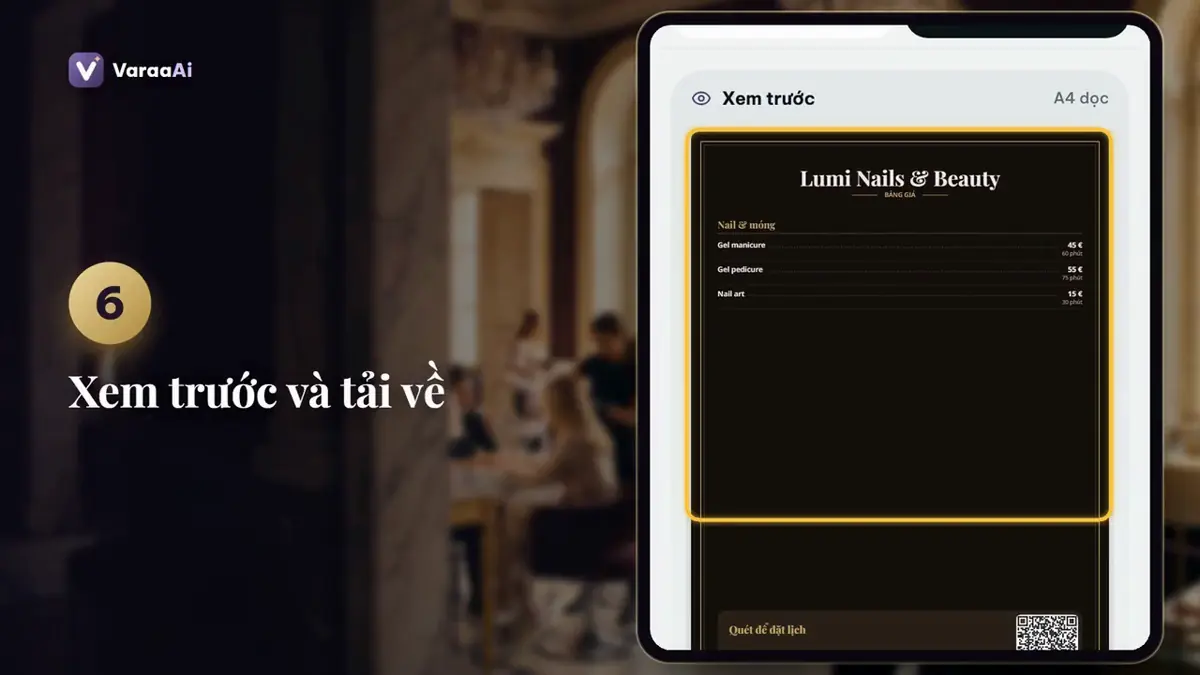 VaraaAi
6
Xem trước và tải về
Xem trước
A4 dọc
Lumi Nails & Beauty
BẢNG GIÁ
Nail & móng
Gel manicure 45 €
60 phút
Gel pedicure 55 €
75 phút
Nail art 15 €
30 phút
Quét để đặt lịch